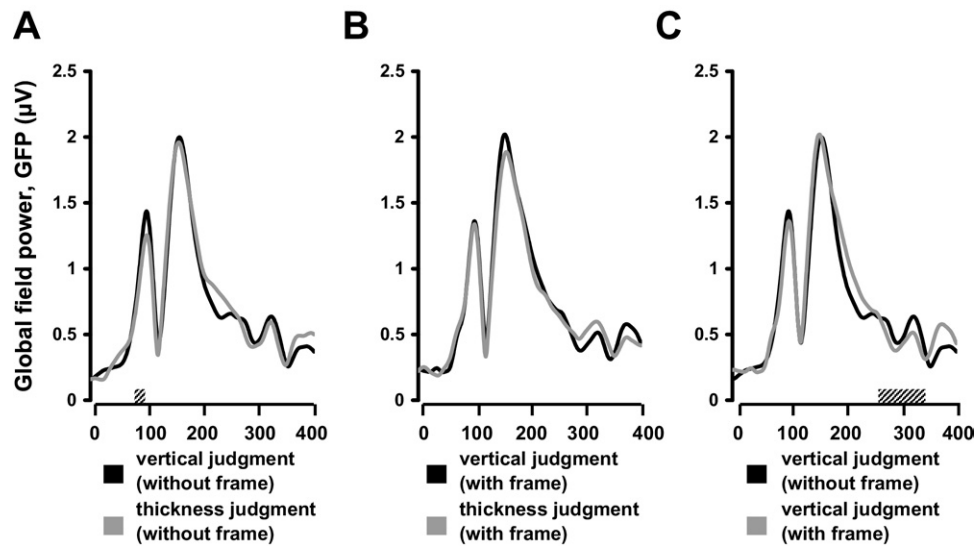 A
B
C
Global field power, GFP (μV)
2.5
2
1.5
1
0.5
0
0 100 200 300 400
2.5
2
1.5
1
0.5
0
0 100 200 300 400
2.5
2
1.5
1
0.5
0
0 100 200 300 400
vertical judgment
(without frame)
thickness judgment
(without frame)
vertical judgment
(with frame)
thickness judgment
(with frame)
vertical judgment
(without frame)
vertical judgment
(with frame)